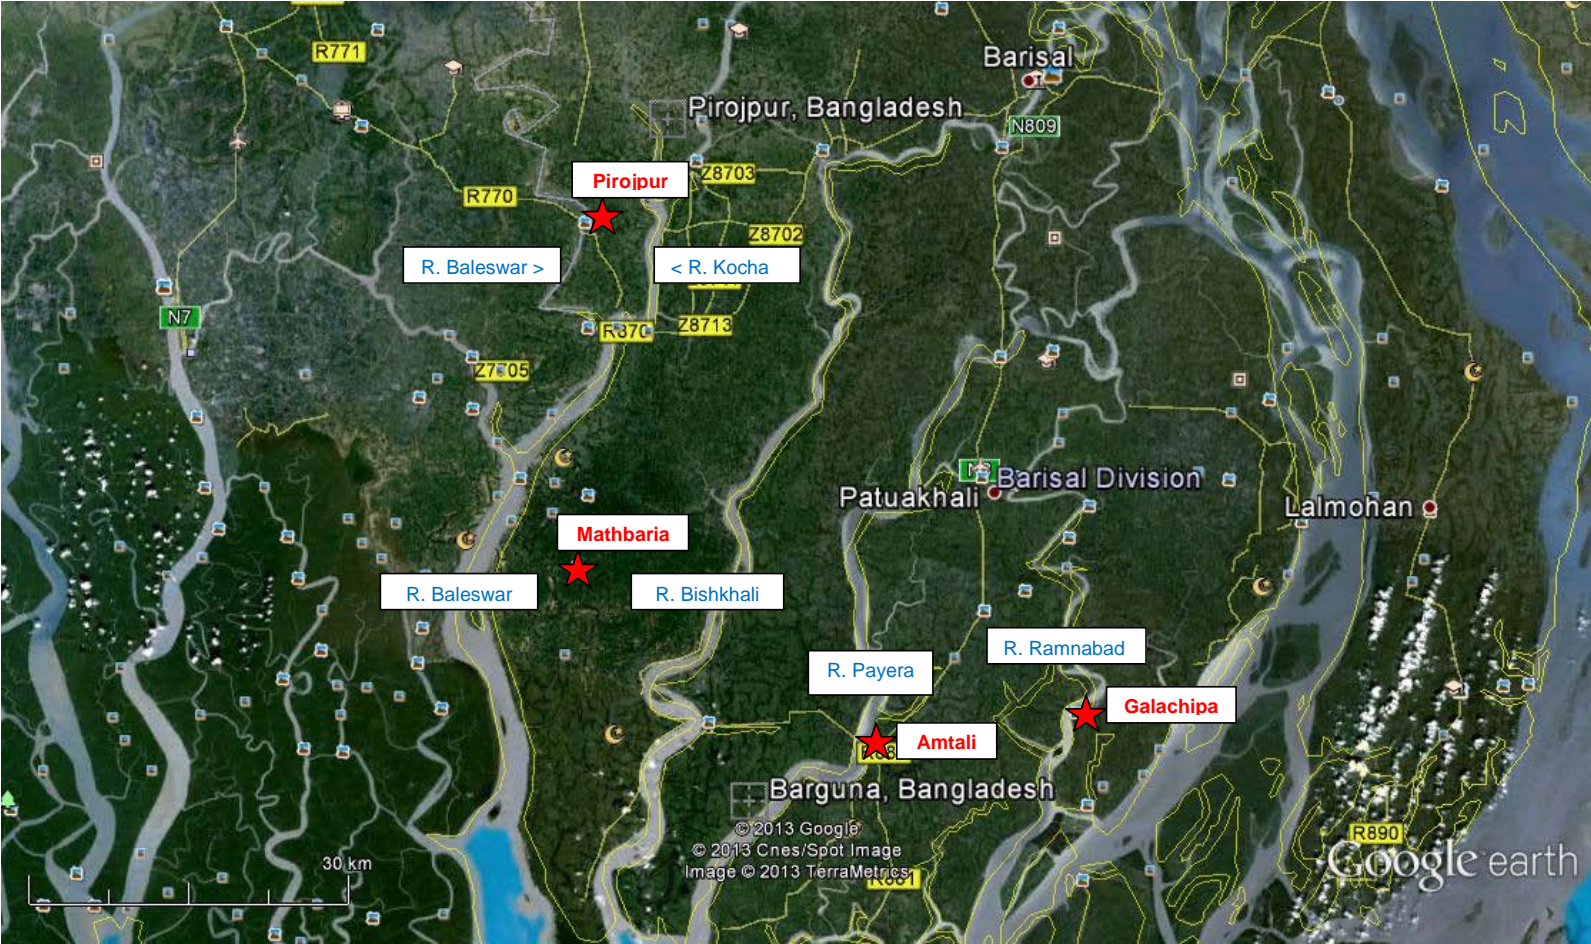 R771
Barisal
Pirojpur, Bangladesh
N809
Pirojpur
Z8703
R770
Z8702
R. Baleswar >
< R. Kocha
N7
R870
Z8713
Z7705
Patuakhali
Barisal Division
Lalmohan
Mathbaria
R. Baleswar
R. Bishkhali
R. Ramnabad
R. Payera
Galachipa
Amtali
Barguna, Bangladesh
© 2013 Google
© 2013 Cnes/Spot Image
Image © 2013 TerraMetrics
R890
Google earth
30 km